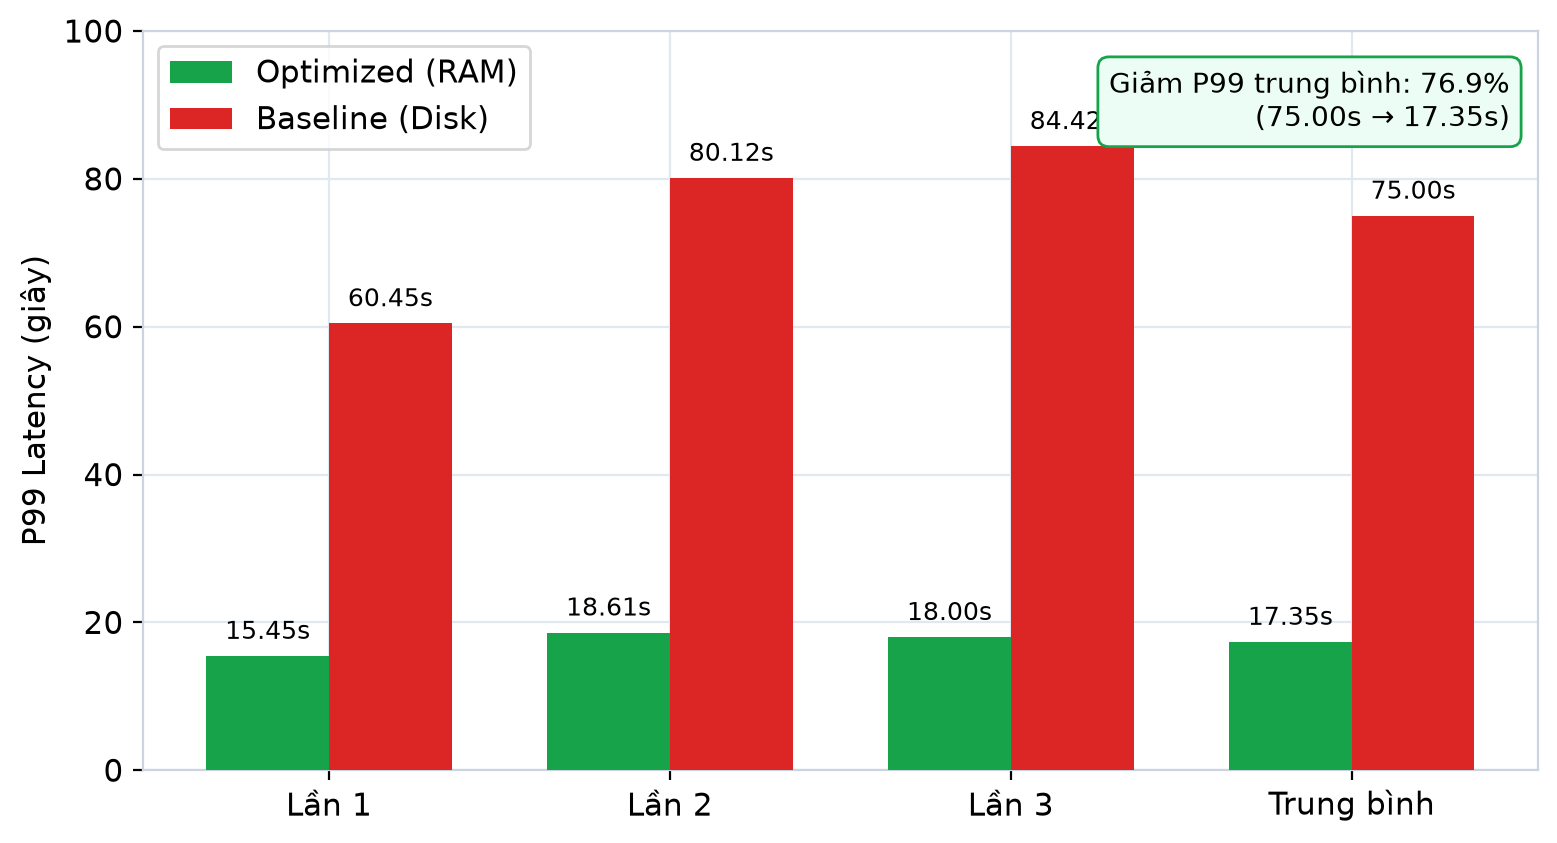 100
80
60
40
20
0
P99 Latency (giây)
Optimized (RAM)
Baseline (Disk)
Giảm P99 trung bình: 76.9%
(75.00s → 17.35s)
15.45s
60.45s
18.61s
80.12s
18.00s
84.42
17.35s
75.00s
Lần 1
Lần 2
Lần 3
Trung bình